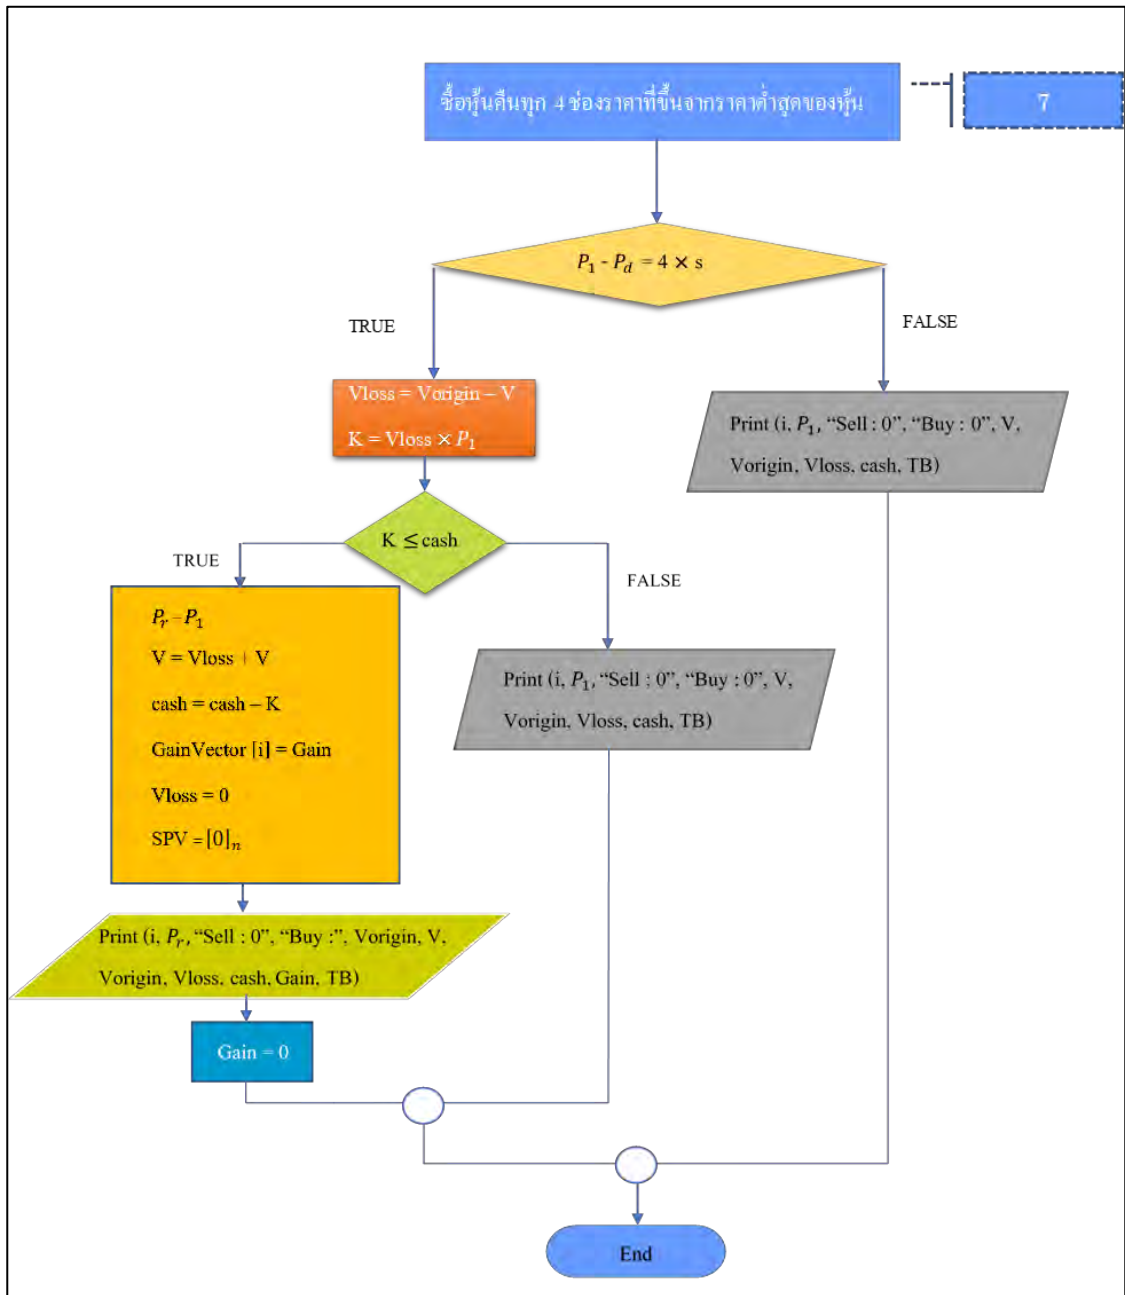 ซื้อหุ้นคืนทุก 4 ช่องราคาที่ขึ้นจากราคาต่ำสุดของหุ้น
7
P₁ - P_d = 4 × s
TRUE
FALSE
Vloss = Vorigin – V
K = Vloss × P₁
Print (i, P₁, “Sell : 0”, “Buy : 0”, V,
Vorigin, Vloss, cash, TB)
K ≤ cash
TRUE
FALSE
P_r – P₁
V = Vloss + V
cash = cash – K
GainVector [i] = Gain
Vloss = 0
SPV = [0]_n
Print (i, P₁, “Sell : 0”, “Buy : 0”, V,
Vorigin, Vloss, cash, TB)
Print (i, P_r, “Sell : 0”, “Buy :”, Vorigin, V,
Vorigin, Vloss, cash, Gain, TB)
Gain = 0
End